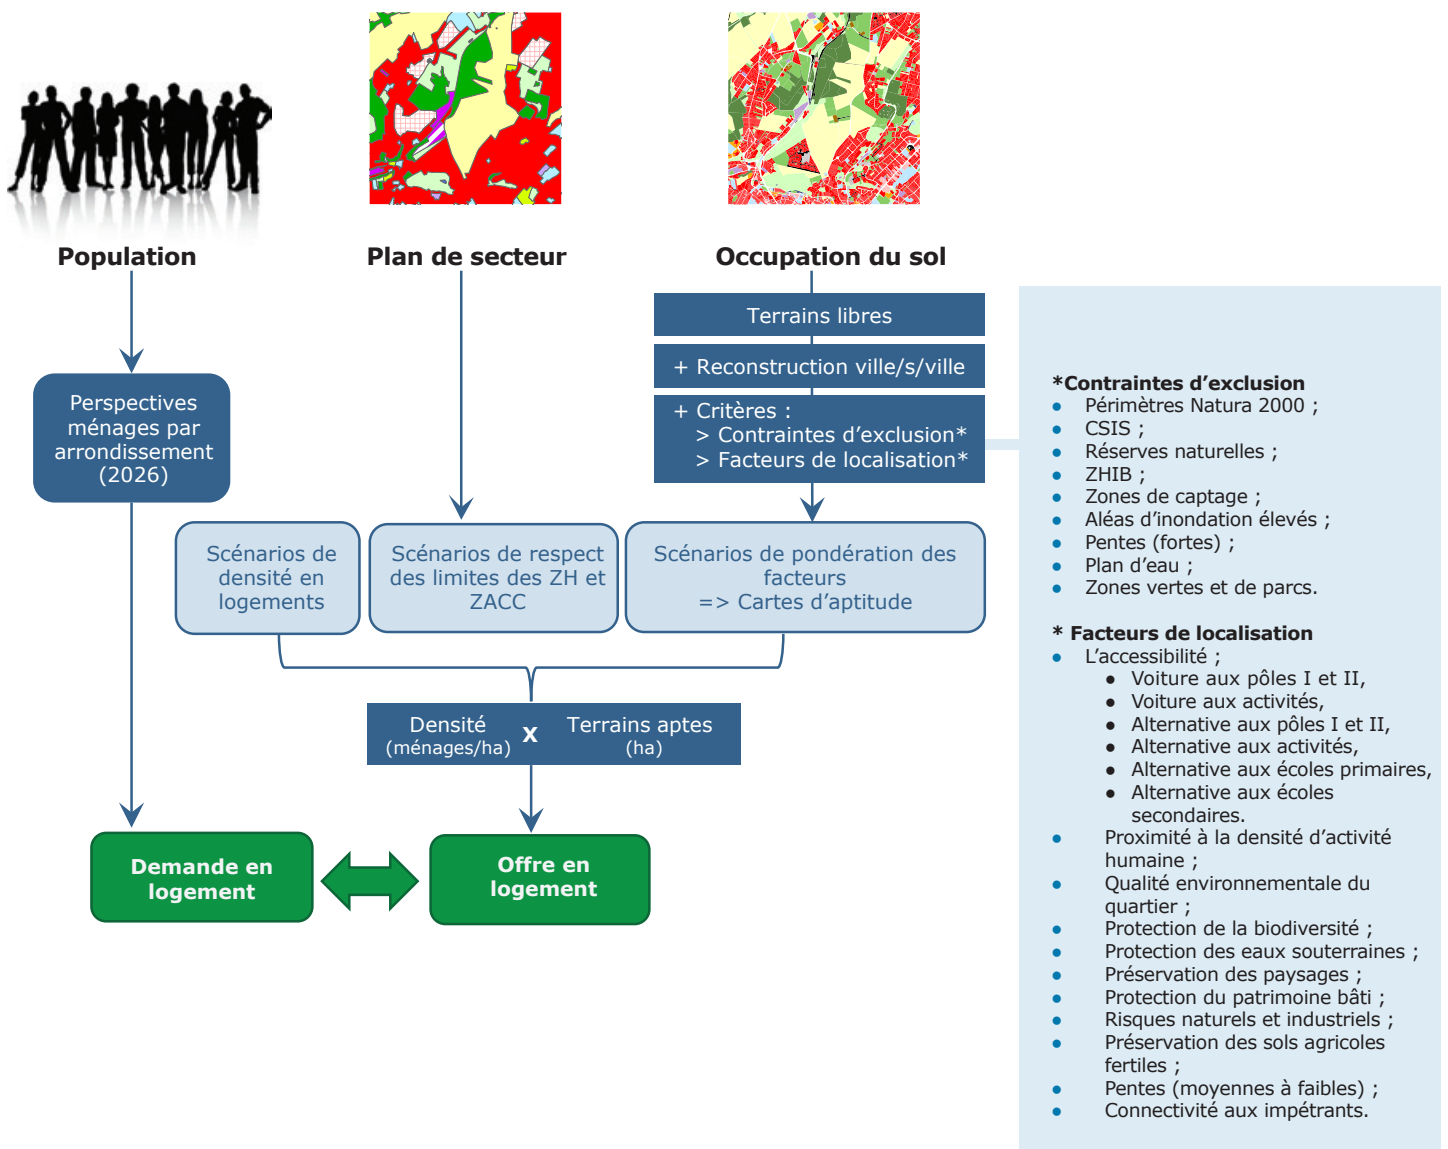 Population
Plan de secteur
Occupation du sol
Terrains libres
+ Reconstruction ville/s/ville
+ Critères :
> Contraintes d’exclusion*
> Facteurs de localisation*
Perspectives
ménages par
arrondissement
(2026)
Scénarios de
densité en
logements
Scénarios de respect
des limites des ZH et
ZACC
Scénarios de pondération des
facteurs
=> Cartes d’aptitude
Densité
(ménages/ha)
X
Terrains aptes
(ha)
Demande en
logement
Offre en
logement
*Contraintes d’exclusion
• Périmètres Natura 2000 ;
• CSIS ;
• Réserves naturelles ;
• ZHIB ;
• Zones de captage ;
• Aléas d’inondation élevés ;
• Pentes (fortes) ;
• Plan d’eau ;
• Zones vertes et de parcs.
* Facteurs de localisation
• L’accessibilité ;
• Voiture aux pôles I et II,
• Voiture aux activités,
• Alternative aux pôles I et II,
• Alternative aux activités,
• Alternative aux écoles primaires,
• Alternative aux écoles
secondaires.
• Proximité à la densité d’activité
humaine ;
• Qualité environnementale du
quartier ;
• Protection de la biodiversité ;
• Protection des eaux souterraines ;
• Préservation des paysages ;
• Protection du patrimoine bâti ;
• Risques naturels et industriels ;
• Préservation des sols agricoles
fertiles ;
• Pentes (moyennes à faibles) ;
• Connectivité aux impétrants.